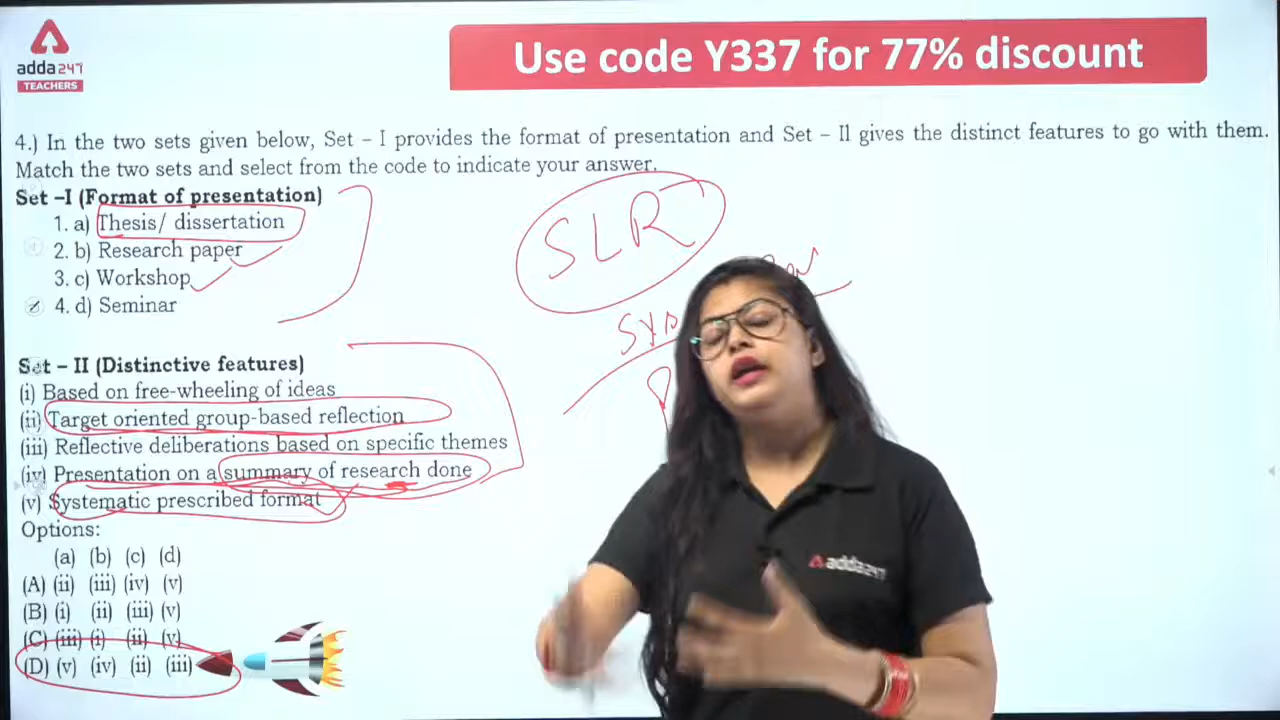 adda247
TEACHERS
Use code Y337 for 77% discount
4.) In the two sets given below, Set – I provides the format of presentation and Set – II gives the distinct features to go with them.
Match the two sets and select from the code to indicate your answer.
Set –I (Format of presentation)
1. a) Thesis/ dissertation
2. b) Research paper
3. c) Workshop
4. d) Seminar
SLR
Set – II (Distinctive features)
(i) Based on free-wheeling of ideas
(ii) Target oriented group-based reflection
(iii) Reflective deliberations based on specific themes
(iv) Presentation on a summary of research done
(v) Systematic prescribed format
Options:
(a) (b) (c) (d)
(A) (ii) (iii) (iv) (v)
(B) (i) (ii) (iii) (v)
(C) (iii) (i) (ii) (v)
(D) (v) (iv) (ii) (iii)
adda247